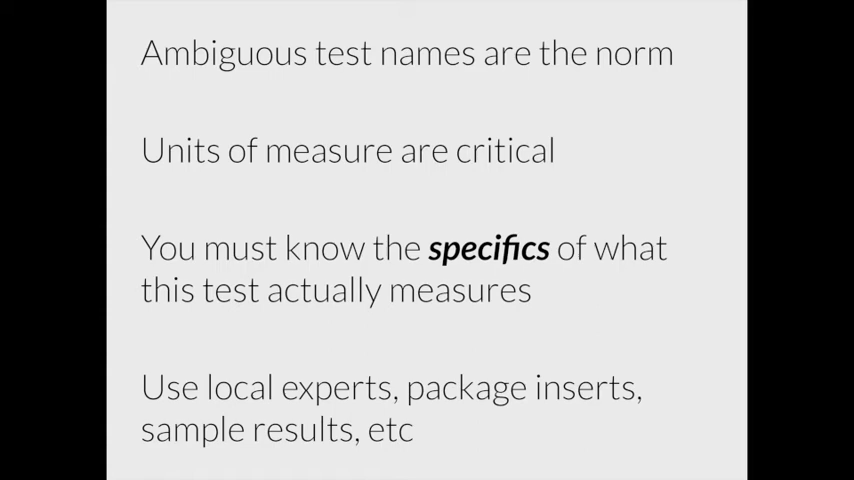 Ambiguous test names are the norm
Units of measure are critical
You must know the specifics of what
this test actually measures
Use local experts, package inserts,
sample results, etc